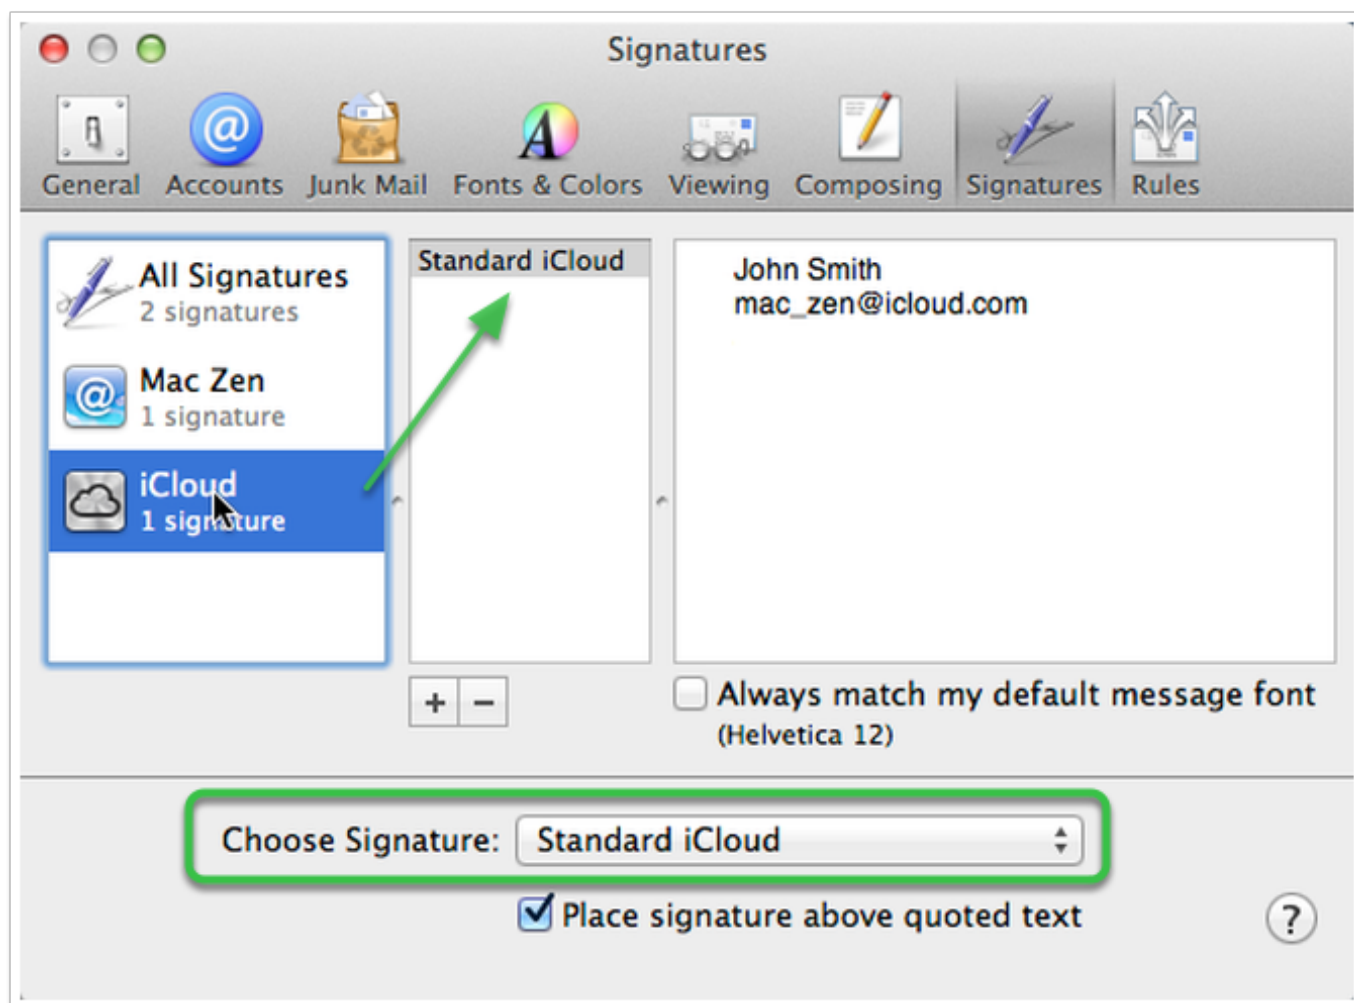 Signatures
General Accounts Junk Mail Fonts & Colors Viewing Composing Signatures Rules
All Signatures
2 signatures
Mac Zen
1 signature
iCloud
1 signature
Standard iCloud
John Smith
mac_zen@icloud.com
+ −
Always match my default message font
(Helvetica 12)
Choose Signature: Standard iCloud
Place signature above quoted text
?